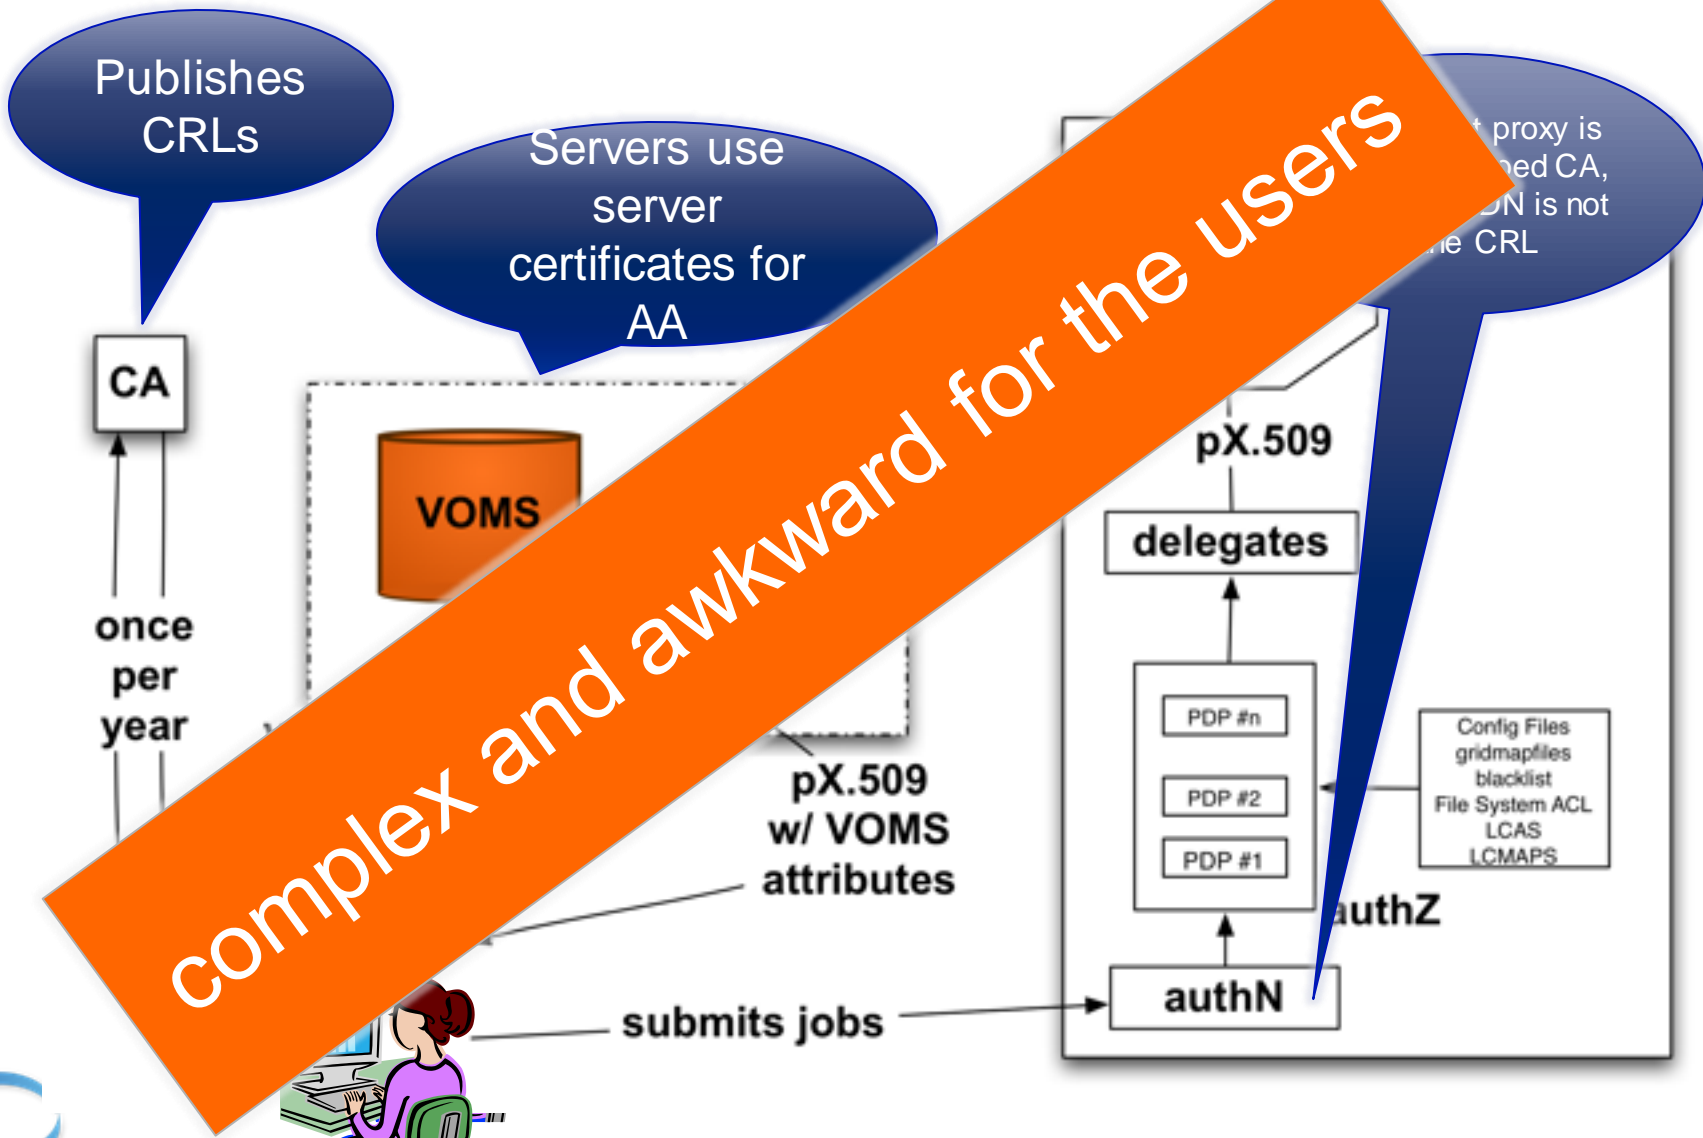 Publishes
CRLs
Servers use
server
certificates for
AA
proxy is
CA,
DN is not
CRL
complex and awkward for the users
CA
VOMS
once
per
year
pX.509
w/ VOMS
attributes
submits jobs
pX.509
delegates
PDP #n
PDP #2
PDP #1
Config Files
gridmapfiles
blacklist
File System ACL
LCAS
LCMAPS
authZ
authN